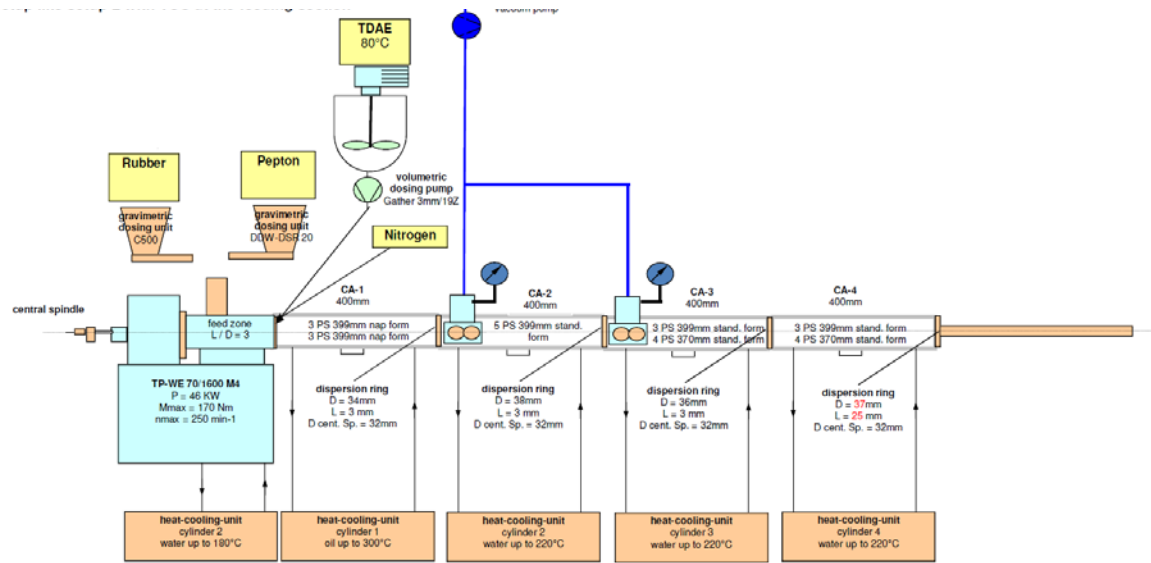 vacuum pump
TDAE
80°C
Rubber
Pepton
volumetric
dosing pump
Gather 3mm/19Z
gravimetric
dosing unit
C500
gravimetric
dosing unit
DDW-DSR 20
Nitrogen
CA-1
400mm
CA-2
400mm
CA-3
400mm
CA-4
400mm
central spindle
feed zone
L / D = 3
3 PS 399mm nap form
3 PS 399mm nap form
5 PS 399mm stand.
form
3 PS 399mm stand. form
4 PS 370mm stand. form
3 PS 399mm stand. form
4 PS 370mm stand. form
TP-WE 70/1600 M4
P = 46 KW
Mmax = 170 Nm
nmax = 250 min-1
dispersion ring
D = 34mm
L = 3 mm
D cent. Sp. = 32mm
dispersion ring
D = 38mm
L = 3 mm
D cent. Sp. = 32mm
dispersion ring
D = 36mm
L = 3 mm
D cent. Sp. = 32mm
dispersion ring
D = 37mm
L = 25 mm
D cent. Sp. = 32mm
heat-cooling-unit
cylinder 2
water up to 180°C
heat-cooling-unit
cylinder 1
oil up to 300°C
heat-cooling-unit
cylinder 2
water up to 220°C
heat-cooling-unit
cylinder 3
water up to 220°C
heat-cooling-unit
cylinder 4
water up to 220°C